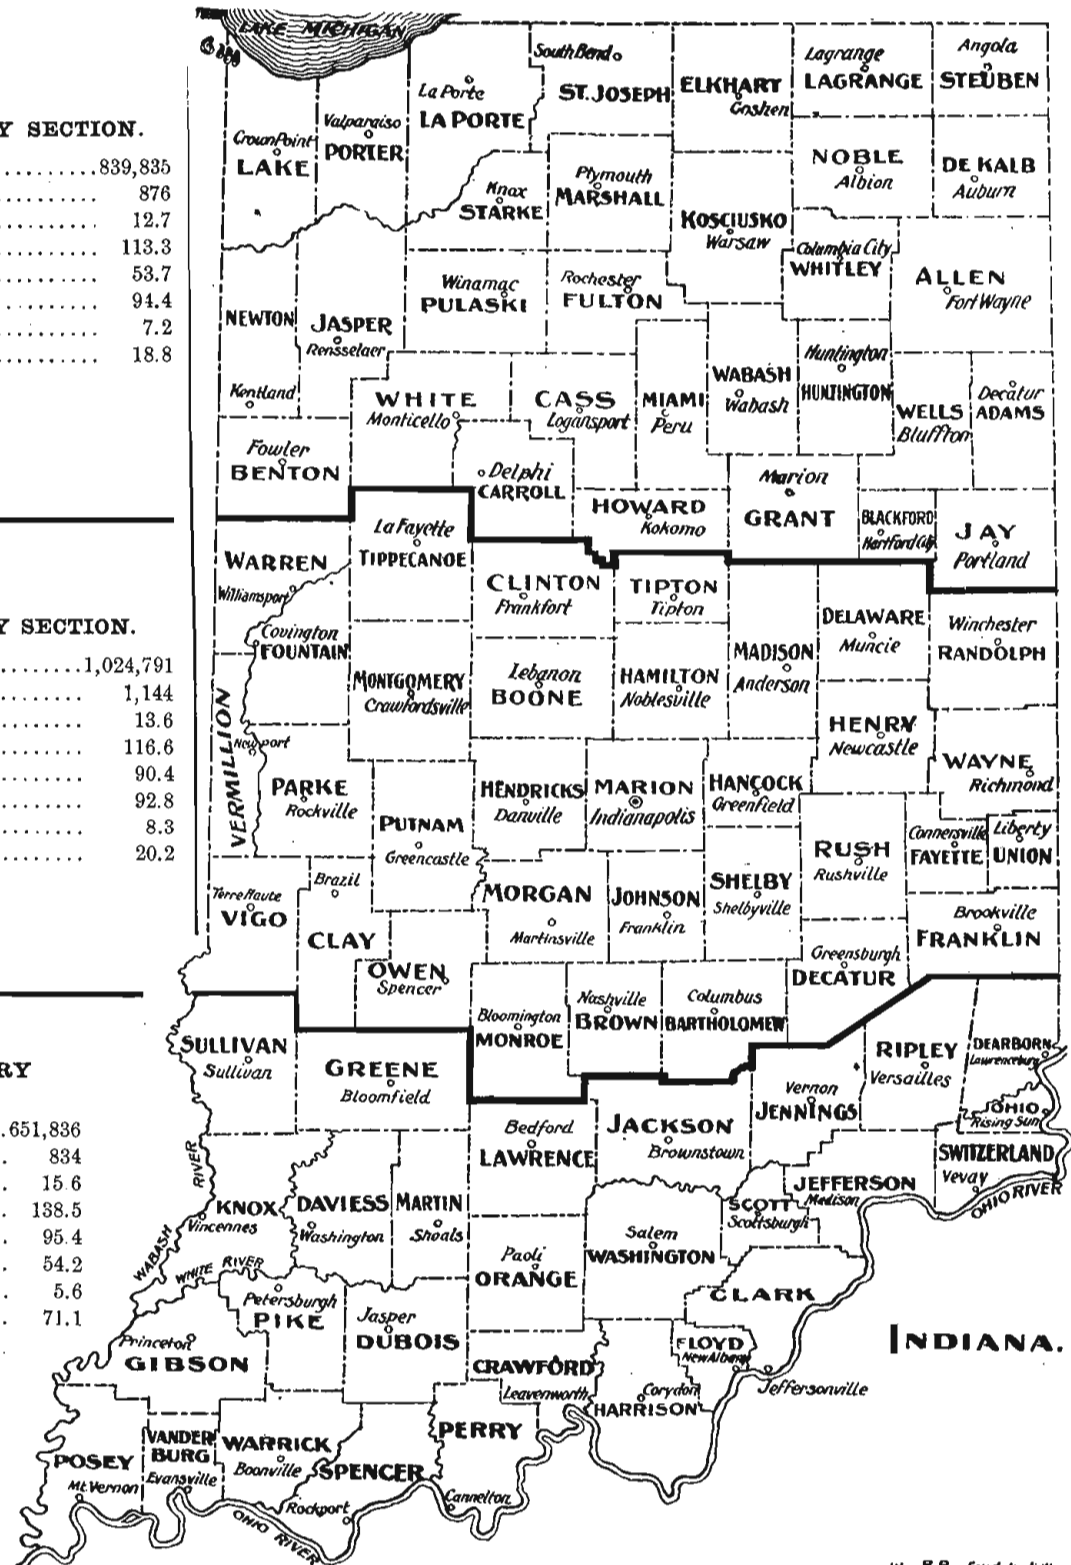 LAKE MICHIGAN
Y SECTION.
..........839,835
.......... 876
.......... 12.7
.......... 113.3
.......... 53.7
.......... 94.4
.......... 7.2
.......... 18.8
Y SECTION.
........1,024,791
........ 1,144
........ 13.6
........ 116.6
........ 90.4
........ 92.8
........ 8.3
........ 20.2
RY
.651,836
. 834
. 15.6
. 138.5
. 95.4
. 54.2
. 5.6
. 71.1
Crown Point
LAKE
Valparaiso
PORTER
La Porte
LA PORTE
South Bend
ST. JOSEPH
ELKHART
Goshen
Lagrange
LAGRANGE
Angola
STEUBEN
Knox
STARKE
Plymouth
MARSHALL
KOSCIUSKO
Warsaw
NOBLE
Albion
DE KALB
Auburn
Columbia City
WHITLEY
ALLEN
Fort Wayne
NEWTON
Kentland
JASPER
Rensselaer
Winamac
PULASKI
Rochester
FULTON
WHITE
Monticello
CASS
Logansport
MIAMI
Peru
WABASH
Wabash
Huntington
HUNTINGTON
WELLS
Bluffton
Decatur
ADAMS
Fowler
BENTON
Delphi
CARROLL
HOWARD
Kokomo
Marion
GRANT
BLACKFORD
Hartford City
JAY
Portland
WARREN
Williamsport
La Fayette
TIPPECANOE
CLINTON
Frankfort
TIPTON
Tipton
DELAWARE
Muncie
Winchester
RANDOLPH
Covington
FOUNTAIN
MONTGOMERY
Crawfordsville
Lebanon
BOONE
HAMILTON
Noblesville
MADISON
Anderson
HENRY
Newcastle
WAYNE
Richmond
VERMILLION
Newport
PARKE
Rockville
PUTNAM
Greencastle
HENDRICKS
Danville
MARION
Indianapolis
HANCOCK
Greenfield
RUSH
Rushville
Connersville
FAYETTE
Liberty
UNION
Terre Haute
VIGO
Brazil
CLAY
OWEN
Spencer
MORGAN
Martinsville
JOHNSON
Franklin
SHELBY
Shelbyville
Greensburgh
DECATUR
Brookville
FRANKLIN
SULLIVAN
Sullivan
GREENE
Bloomfield
Bloomington
MONROE
Nashville
BROWN
Columbus
BARTHOLOMEW
Vernon
JENNINGS
RIPLEY
Versailles
DEARBORN
Lawrenceburg
OHIO
Rising Sun
SWITZERLAND
Vevay
OHIO RIVER
Bedford
LAWRENCE
JACKSON
Brownstown
JEFFERSON
Madison
SCOTT
Scottsburgh
WABASH RIVER
KNOX
Vincennes
DAVIESS
Washington
MARTIN
Shoals
WHITE RIVER
Paoli
ORANGE
Salem
WASHINGTON
CLARK
Princeton
GIBSON
Petersburgh
PIKE
Jasper
DUBOIS
CRAWFORD
Leavenworth
FLOYD
New Albany
Jeffersonville
Corydon
HARRISON
INDIANA.
POSEY
Mt. Vernon
VANDER
BURG
Evansville
WARRICK
Boonville
SPENCER
Rockport
PERRY
Cannelton
OHIO RIVER